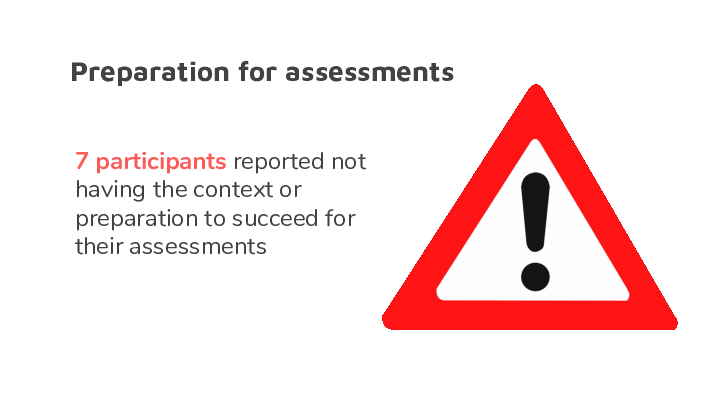 Preparation for assessments
7 participants reported not
having the context or
preparation to succeed for
their assessments